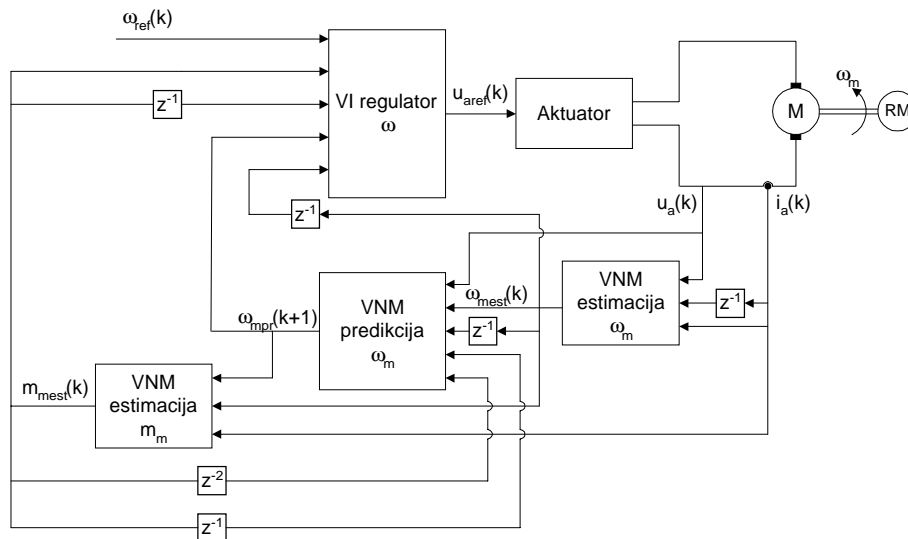 ω_ref(k)
z⁻¹
VI regulator
ω
u_aref(k)
Aktuator
M
ω_m
RM
z⁻¹
u_a(k)
i_a(k)
VNM
predikcija
ω_m
ω_mest(k)
z⁻¹
VNM
estimacija
ω_m
z⁻¹
ω_mpr(k+1)
m_mest(k)
VNM
estimacija
m_m
z⁻²
z⁻¹